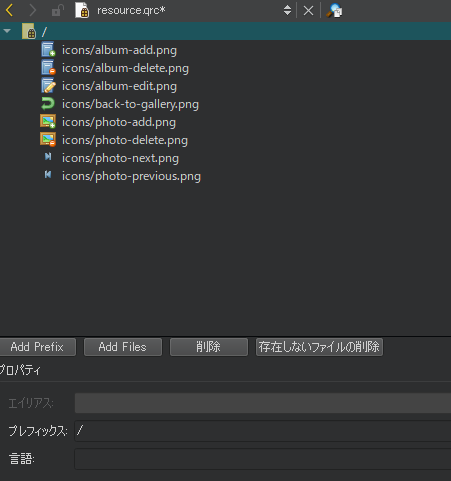 resource.qrc*
/
icons/album-add.png
icons/album-delete.png
icons/album-edit.png
icons/back-to-gallery.png
icons/photo-add.png
icons/photo-delete.png
icons/photo-next.png
icons/photo-previous.png
Add Prefix Add Files 削除 存在しないファイルの削除
プロパティ
エイリアス:
プレフィックス: /
言語: